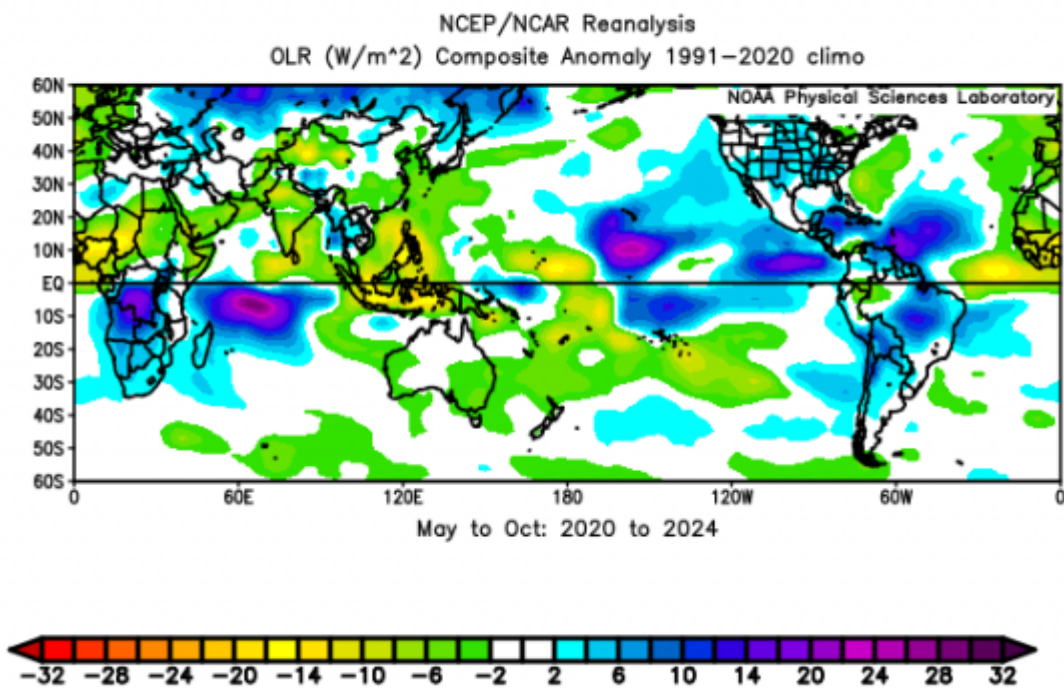 NCEP/NCAR Reanalysis
OLR (W/m^2) Composite Anomaly 1991-2020 climo
NOAA Physical Sciences Laboratory
60N
50N
40N
30N
20N
10N
EQ
10S
20S
30S
40S
50S
60S
0 60E 120E 180 120W 60W 0
May to Oct: 2020 to 2024
-32 -28 -24 -20 -14 -10 -6 -2 2 6 10 14 20 24 28 32